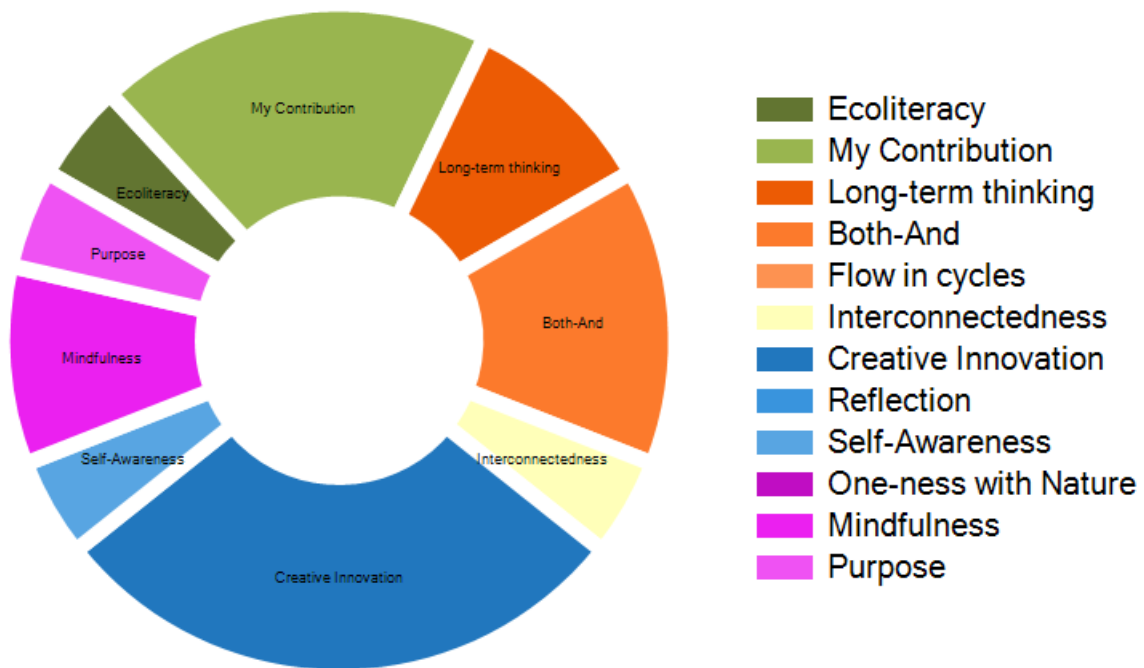 My Contribution
Long-term thinking
Ecoliteracy
Purpose
Both-And
Mindfulness
Self-Awareness
Interconnectedness
Creative Innovation
Ecoliteracy
My Contribution
Long-term thinking
Both-And
Flow in cycles
Interconnectedness
Creative Innovation
Reflection
Self-Awareness
One-ness with Nature
Mindfulness
Purpose